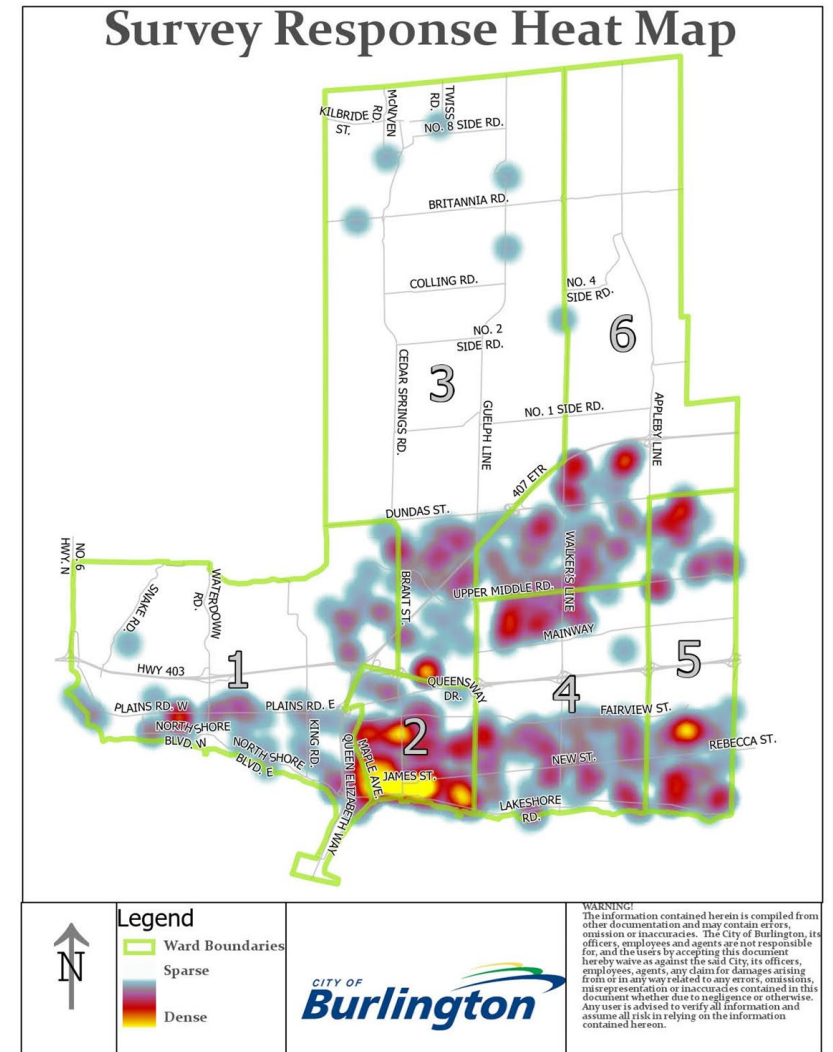 Survey Response Heat Map
KILBRIDE
ST.
McNIVEN
RD.
TWISS
RD.
NO. 8 SIDE RD.
BRITANNIA RD.
COLLING RD.
NO. 4
SIDE RD.
NO. 2
SIDE RD.
6
3
CEDAR SPRINGS RD.
GUELPH LINE
NO. 1 SIDE RD.
APPLEBY LINE
407 ETR
DUNDAS ST.
HWY. N
NO. 6
SNAKE RD.
WATERDOWN
RD.
BRANT ST.
UPPER MIDDLE RD.
WALKER'S LINE
MAINWAY
1
HWY 403
5
QUEENSWAY
DR.
4
PLAINS RD. W
PLAINS RD. E
FAIRVIEW ST.
NORTH SHORE
BLVD. W
NORTH SHORE
BLVD. E
KING RD.
2
QUEEN ELIZABETH WAY
MAPLE AVE.
JAMES ST.
NEW ST.
REBECCA ST.
LAKESHORE
RD.
N
Legend
Ward Boundaries
Sparse
Dense
CITY OF
Burlington
WARNING!
The information contained herein is compiled from
other documentation and may contain errors,
omission or inaccuracies. The City of Burlington, its
officers, employees and agents are not responsible
for, and the users by accepting this document
hereby waive as against the said City, its officers,
employees, agents, any claim for damages arising
from or in any way related to any errors, omissions,
misrepresentation or inaccuracies contained in this
document whether due to negligence or otherwise.
Any user is advised to verify all information and
assume all risk in relying on the information
contained hereon.